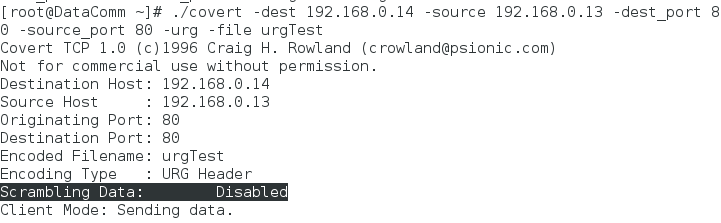 [root@DataComm ~]# ./covert -dest 192.168.0.14 -source 192.168.0.13 -dest_port 8
0 -source_port 80 -urg -file urgTest
Covert TCP 1.0 (c)1996 Craig H. Rowland (crowland@psionic.com)
Not for commercial use without permission.
Destination Host: 192.168.0.14
Source Host     : 192.168.0.13
Originating Port: 80
Destination Port: 80
Encoded Filename: urgTest
Encoding Type   : URG Header
Scrambling Data:        Disabled
Client Mode: Sending data.